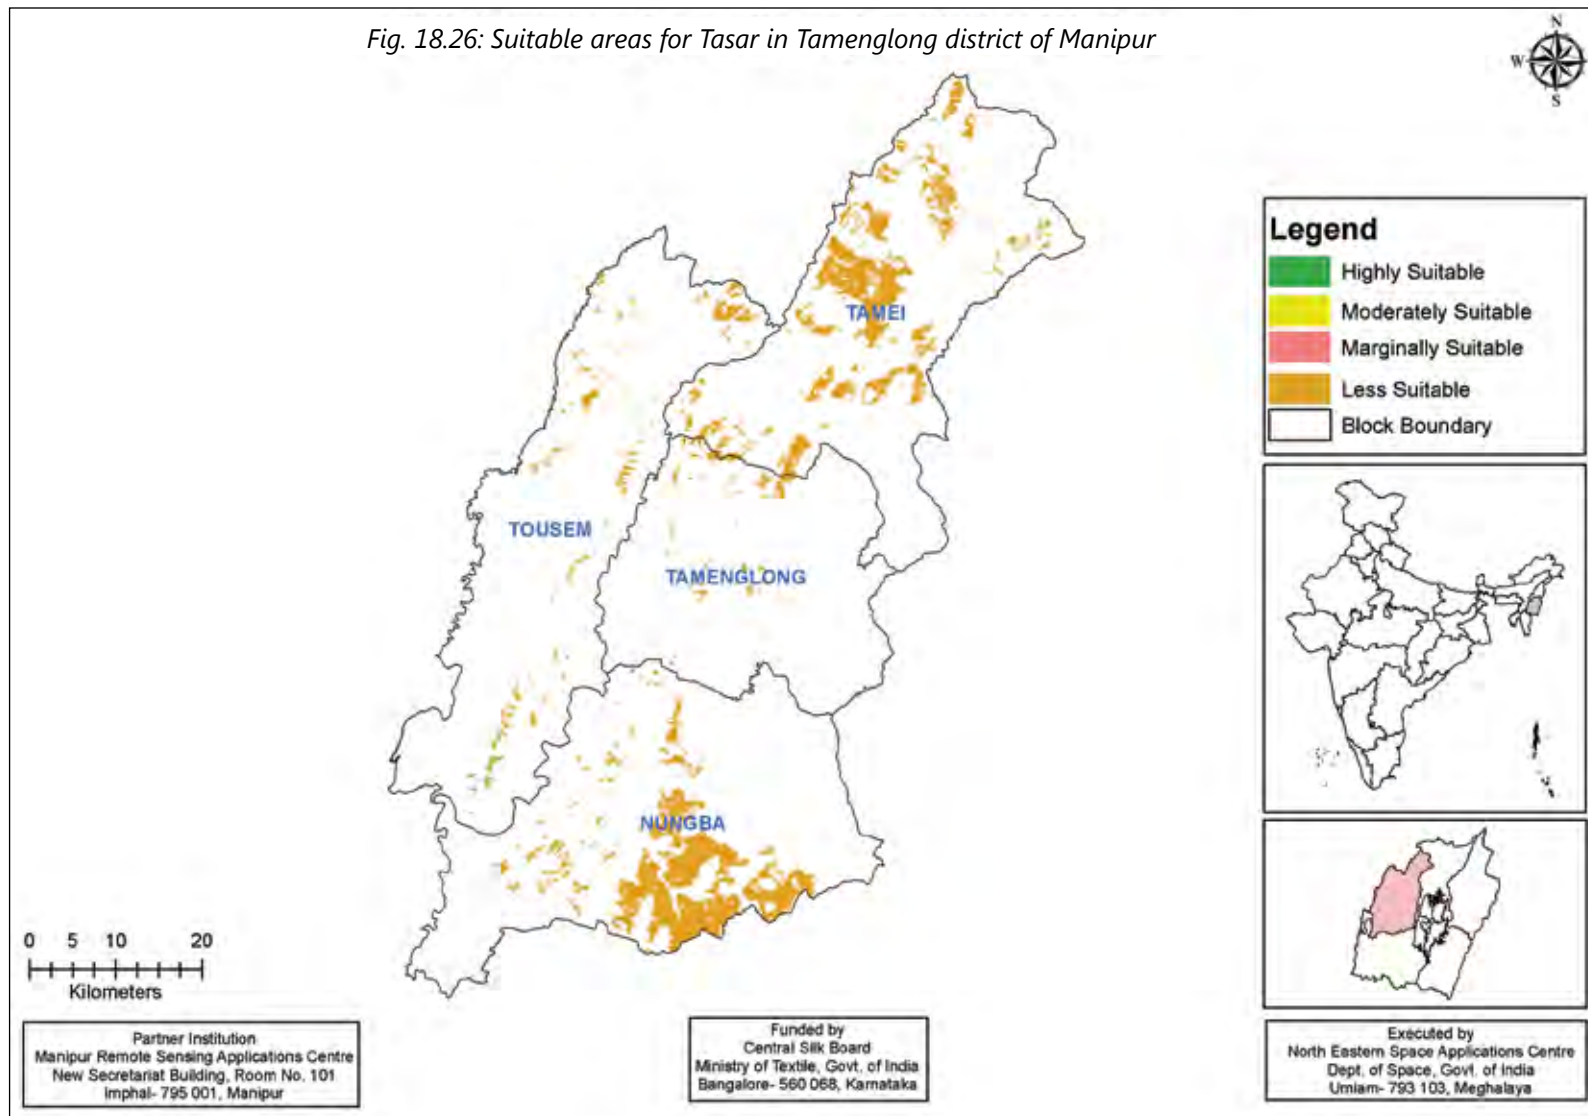 Fig. 18.26: Suitable areas for Tasar in Tamenglong district of Manipur
N
W
S
Legend
Highly Suitable
Moderately Suitable
Marginally Suitable
Less Suitable
Block Boundary
TAMEI
TOUSEM
TAMENGLONG
NUNGBA
0 5 10 20
Kilometers
Partner Institution
Manipur Remote Sensing Applications Centre
New Secretariat Building, Room No. 101
Imphal- 795 001, Manipur
Funded by
Central Silk Board
Ministry of Textile, Govt. of India
Bangalore- 560 068, Karnataka
Executed by
North Eastern Space Applications Centre
Dept. of Space, Govt. of India
Umiam- 793 103, Meghalaya